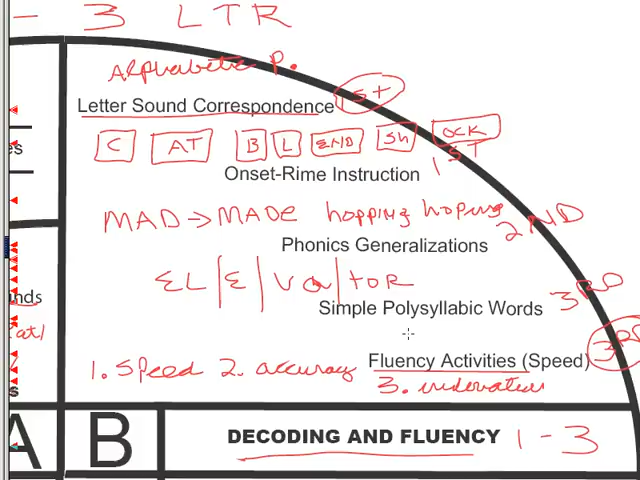 - 3 LTR
Alphabetic P.
Letter Sound Correspondence 1st
C AT B L END Sh OCK
1ST
Onset-Rime Instruction
MAD → MADE hopping hoping
2ND
Phonics Generalizations
EL|E|Va|tOR
Simple Polysyllabic Words 3RD
Fluency Activities (Speed) 3RD
1. Speed 2. accuracy
3.
A B DECODING AND FLUENCY 1-3